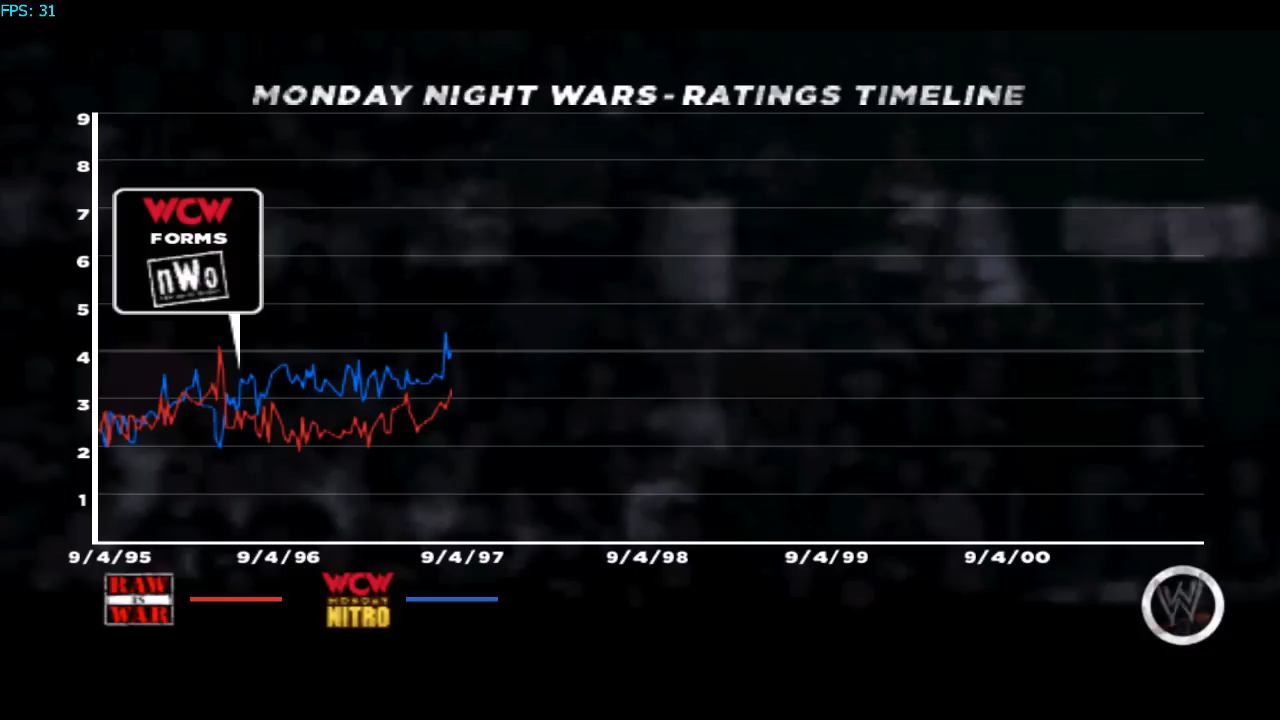 FPS: 31
MONDAY NIGHT WARS - RATINGS TIMELINE
9
8
7
6
5
4
3
2
1
WCW
FORMS
nWo
9/4/95 9/4/96 9/4/97 9/4/98 9/4/99 9/4/00
RAW
IS
WAR
WCW
MONDAY
NITRO
W